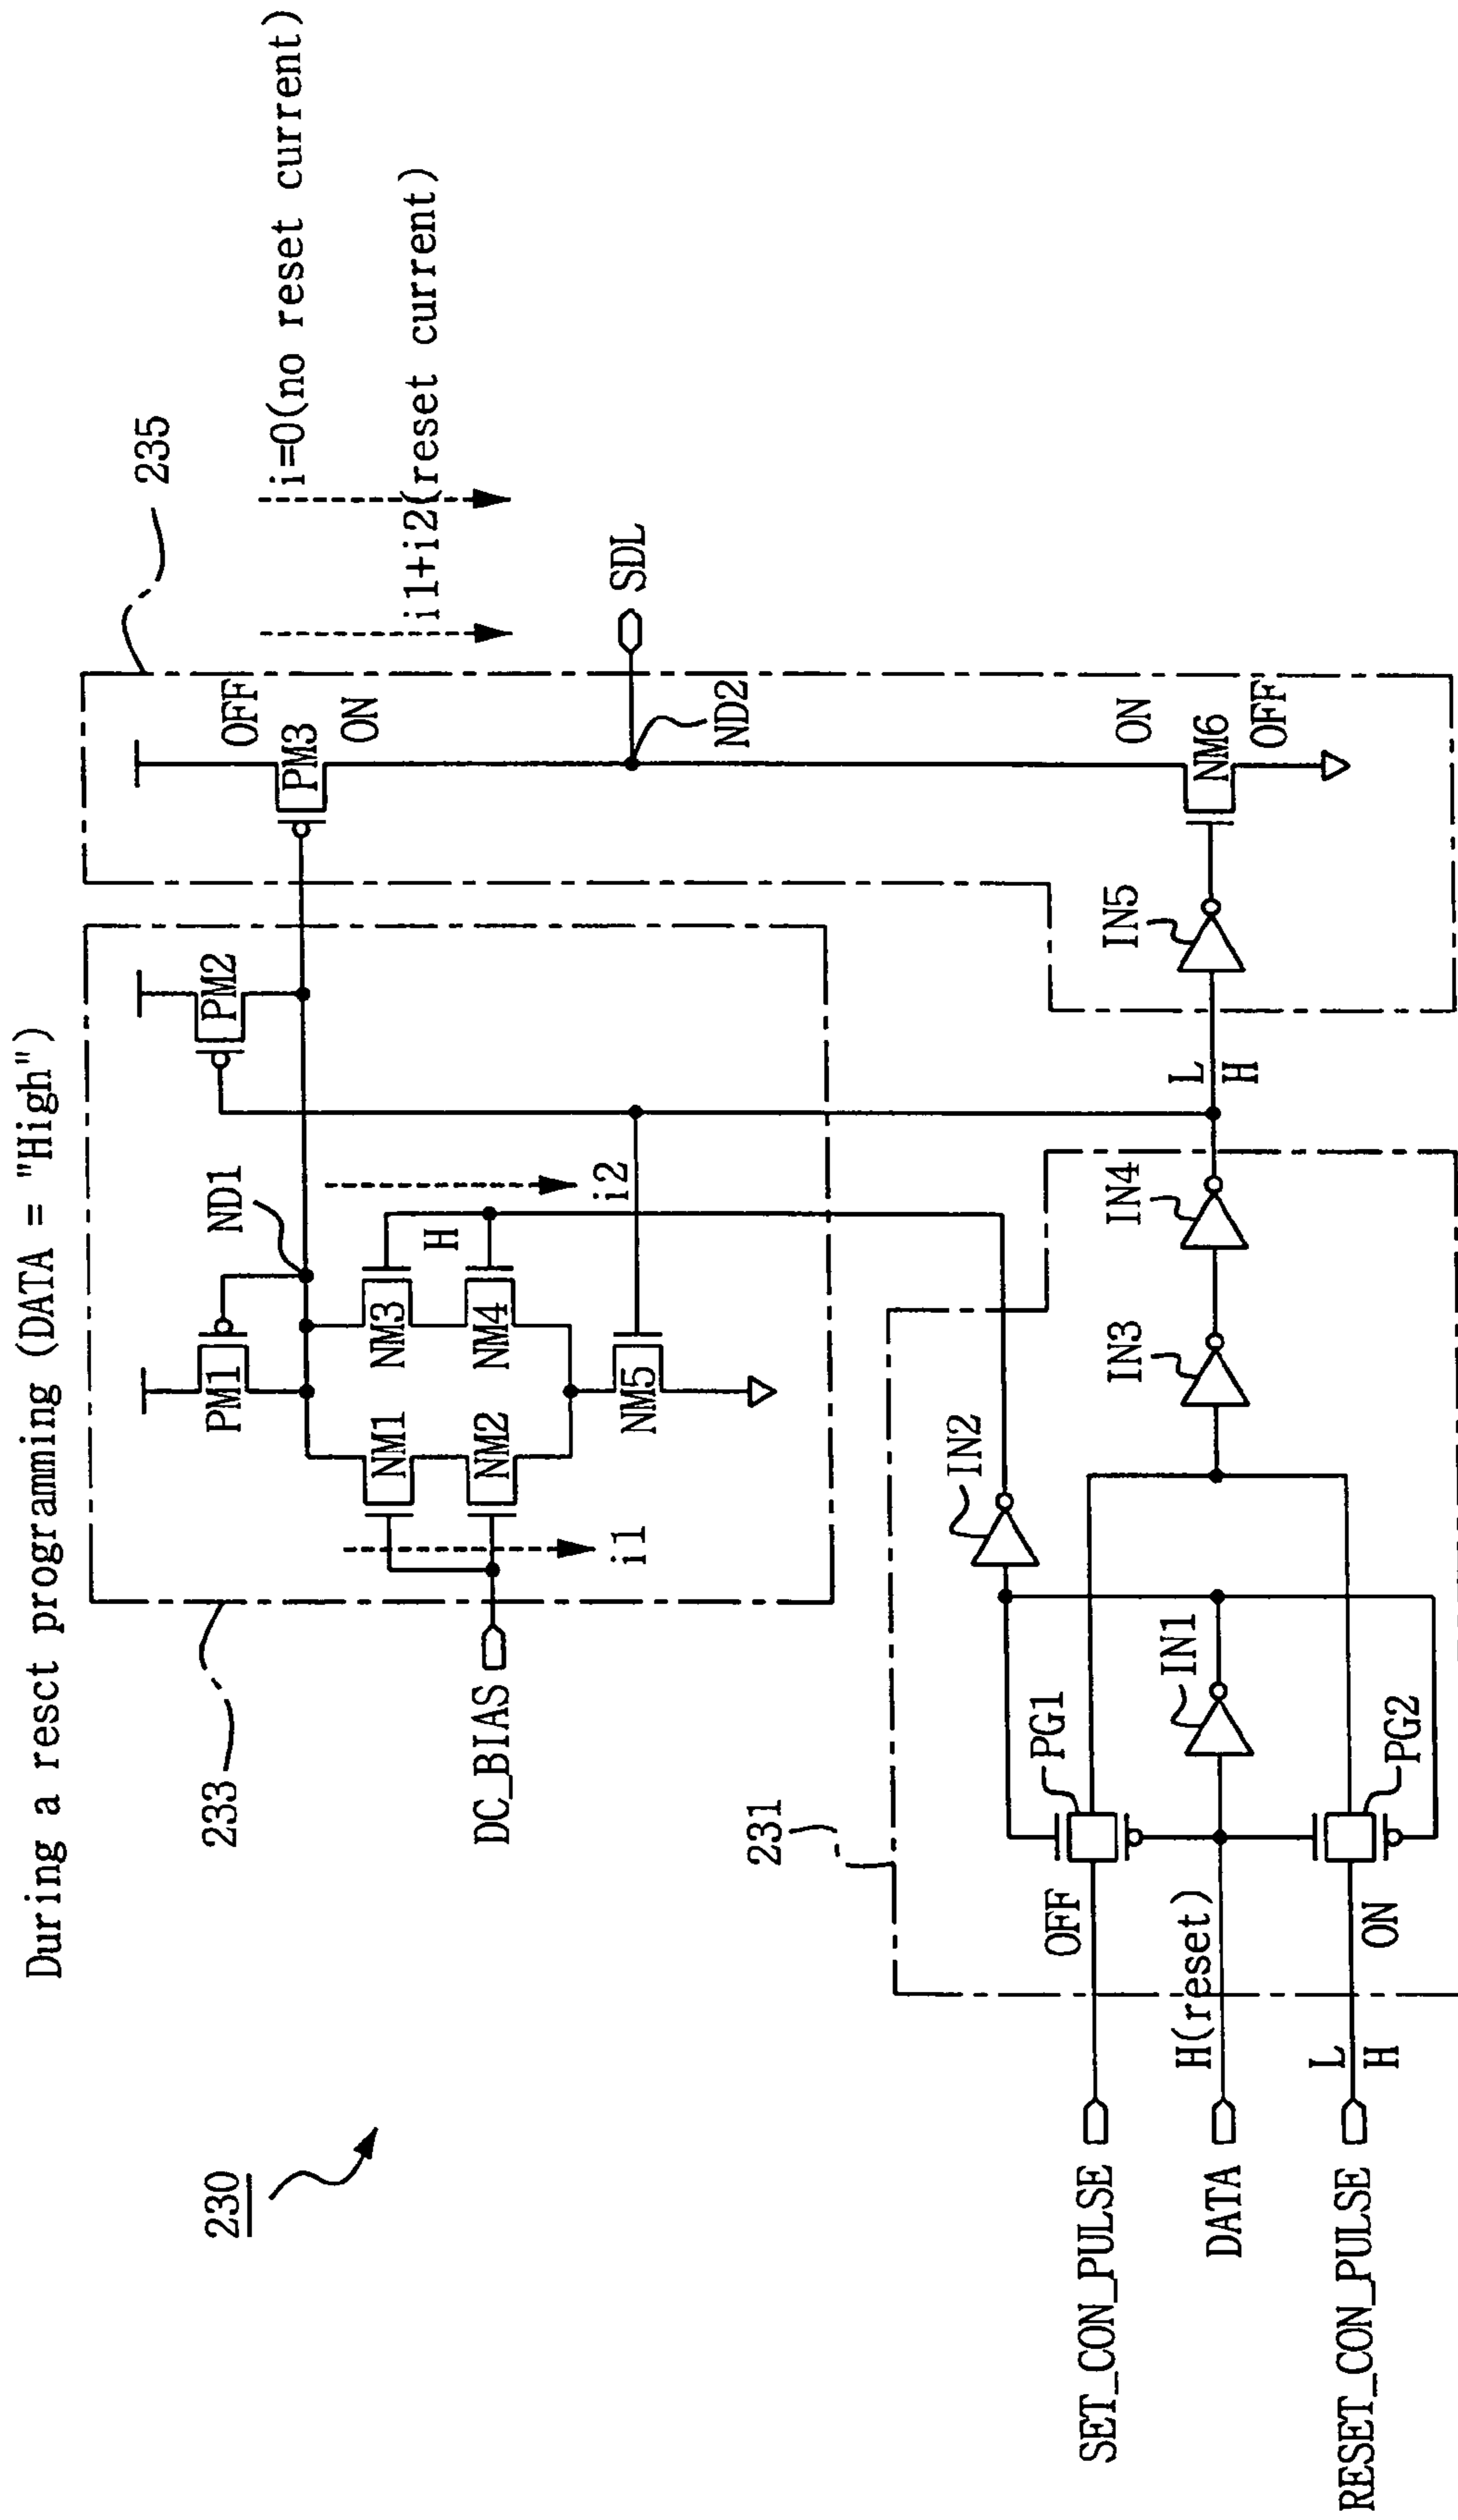 During a resct programming (DATA = "High")
230
233
235
OFF
PM3
ON
i=0(no reset current)
i1+i2(reset current)
PM1
ND1
PM2
NM1
NM3
H
NM2
NM4
i1
i2
NM5
DC_BIAS
SDL
ND2
231
IN2
OFF
PG1
SET_CON_PULSE
H(reset)
DATA
IN1
IN3
IN4
L
H
IN5
ON
NM6
OFF
L
H
RESET_CON_PULSE
ON
PG2